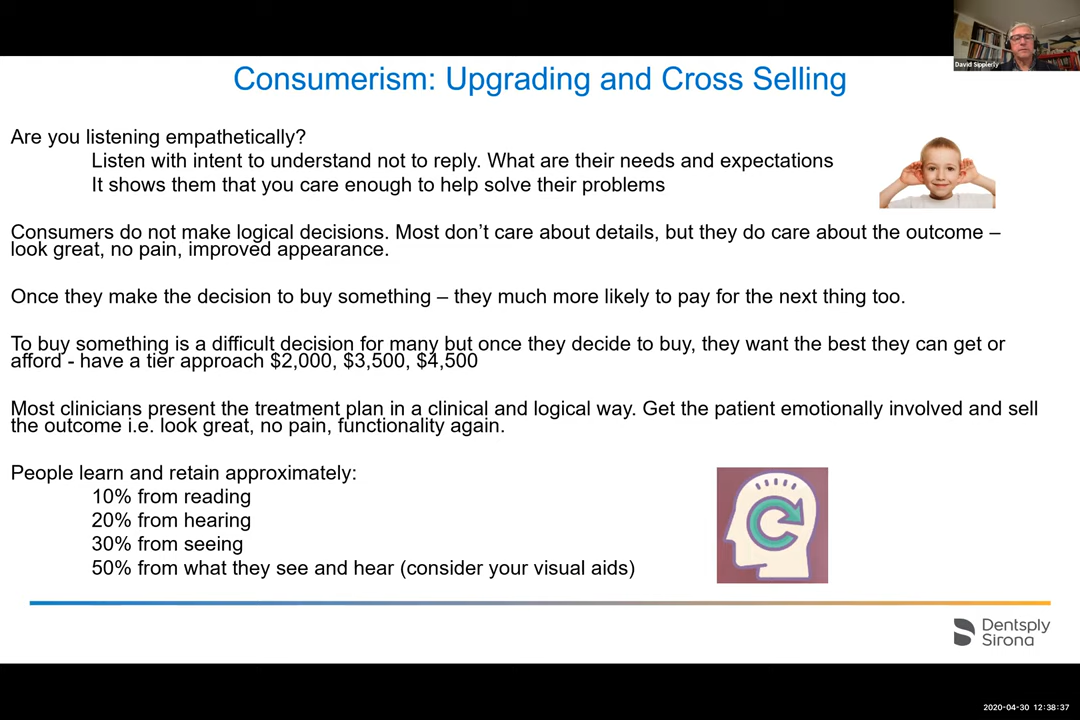 David Sipplerly
Consumerism: Upgrading and Cross Selling
Are you listening empathetically?
Listen with intent to understand not to reply. What are their needs and expectations
It shows them that you care enough to help solve their problems
Consumers do not make logical decisions. Most don’t care about details, but they do care about the outcome –
look great, no pain, improved appearance.
Once they make the decision to buy something – they much more likely to pay for the next thing too.
To buy something is a difficult decision for many but once they decide to buy, they want the best they can get or
afford - have a tier approach $2,000, $3,500, $4,500
Most clinicians present the treatment plan in a clinical and logical way. Get the patient emotionally involved and sell
the outcome i.e. look great, no pain, functionality again.
People learn and retain approximately:
10% from reading
20% from hearing
30% from seeing
50% from what they see and hear (consider your visual aids)
Dentsply
Sirona
2020-04-30 12:38:37